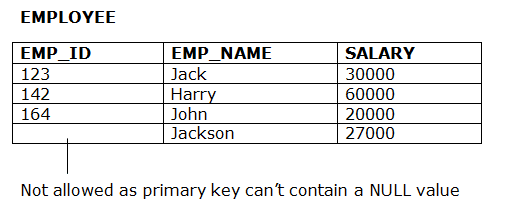 EMPLOYEE
EMP_ID EMP_NAME SALARY
123 Jack 30000
142 Harry 60000
164 John 20000
Jackson 27000
Not allowed as primary key can't contain a NULL value